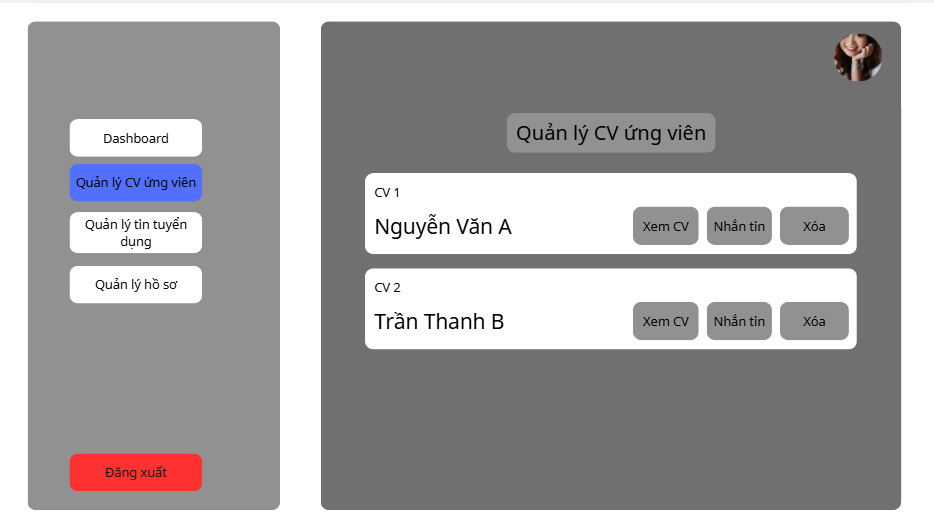 Dashboard
Quản lý CV ứng viên
Quản lý tin tuyển
dụng
Quản lý hồ sơ
Đăng xuất
Quản lý CV ứng viên
CV 1
Nguyễn Văn A
Xem CV
Nhắn tin
Xóa
CV 2
Trần Thanh B
Xem CV
Nhắn tin
Xóa